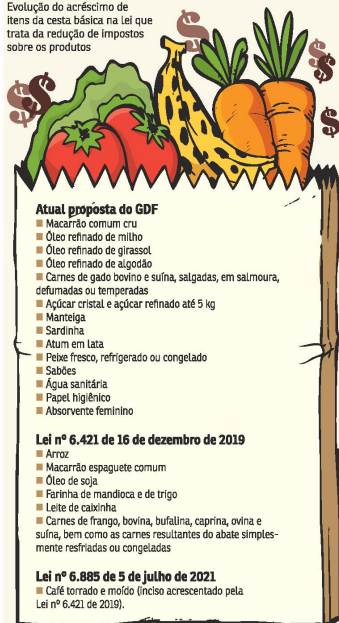 Evolução do acréscimo de
itens da cesta básica na lei que
trata da redução de impostos
sobre os produtos
Atual proposta do GDF
■ Macarrão comum cru
■ Óleo refinado de milho
■ Óleo refinado de girassol
■ Óleo refinado de algodão
■ Carnes de gado bovino e suína, salgadas, em salmoura,
defumadas ou temperadas
■ Açúcar cristal e açúcar refinado até 5 kg
■ Manteiga
■ Sardinha
■ Atum em lata
■ Peixe fresco, refrigerado ou congelado
■ Sabões
■ Água sanitária
■ Papel higiênico
■ Absorvente feminino
Lei nº 6.421 de 16 de dezembro de 2019
■ Arroz
■ Macarrão espaguete comum
■ Óleo de soja
■ Farinha de mandioca e de trigo
■ Leite de caixinha
■ Carnes de frango, bovina, bufalina, caprina, ovina e
suína, bem como as carnes resultantes do abate simples-
mente resfriadas ou congeladas
Lei nº 6.885 de 5 de julho de 2021
■ Café torrado e moído (inciso acrescentado pela
Lei nº 6.421 de 2019).